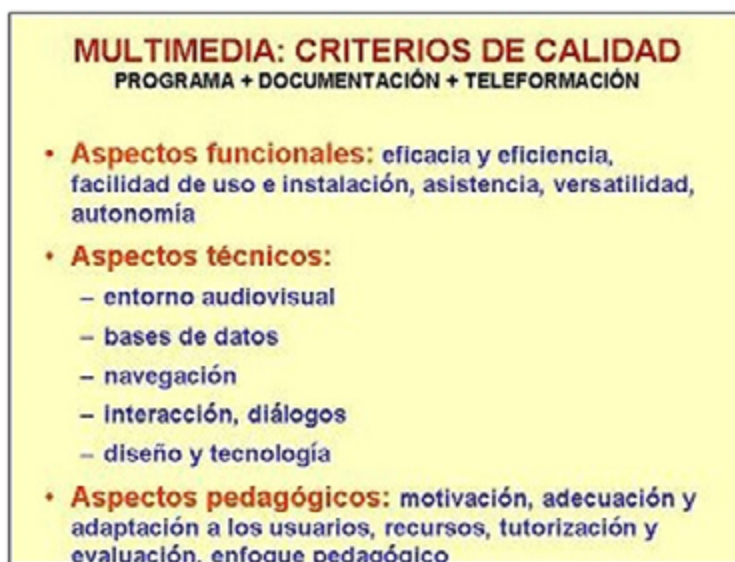 MULTIMEDIA: CRITERIOS DE CALIDAD
PROGRAMA + DOCUMENTACIÓN + TELEFORMACIÓN
• Aspectos funcionales: eficacia y eficiencia,
facilidad de uso e instalación, asistencia, versatilidad,
autonomía
• Aspectos técnicos:
– entorno audiovisual
– bases de datos
– navegación
– interacción, diálogos
– diseño y tecnología
• Aspectos pedagógicos: motivación, adecuación y
adaptación a los usuarios, recursos, tutorización y
evaluación, enfoque pedagógico